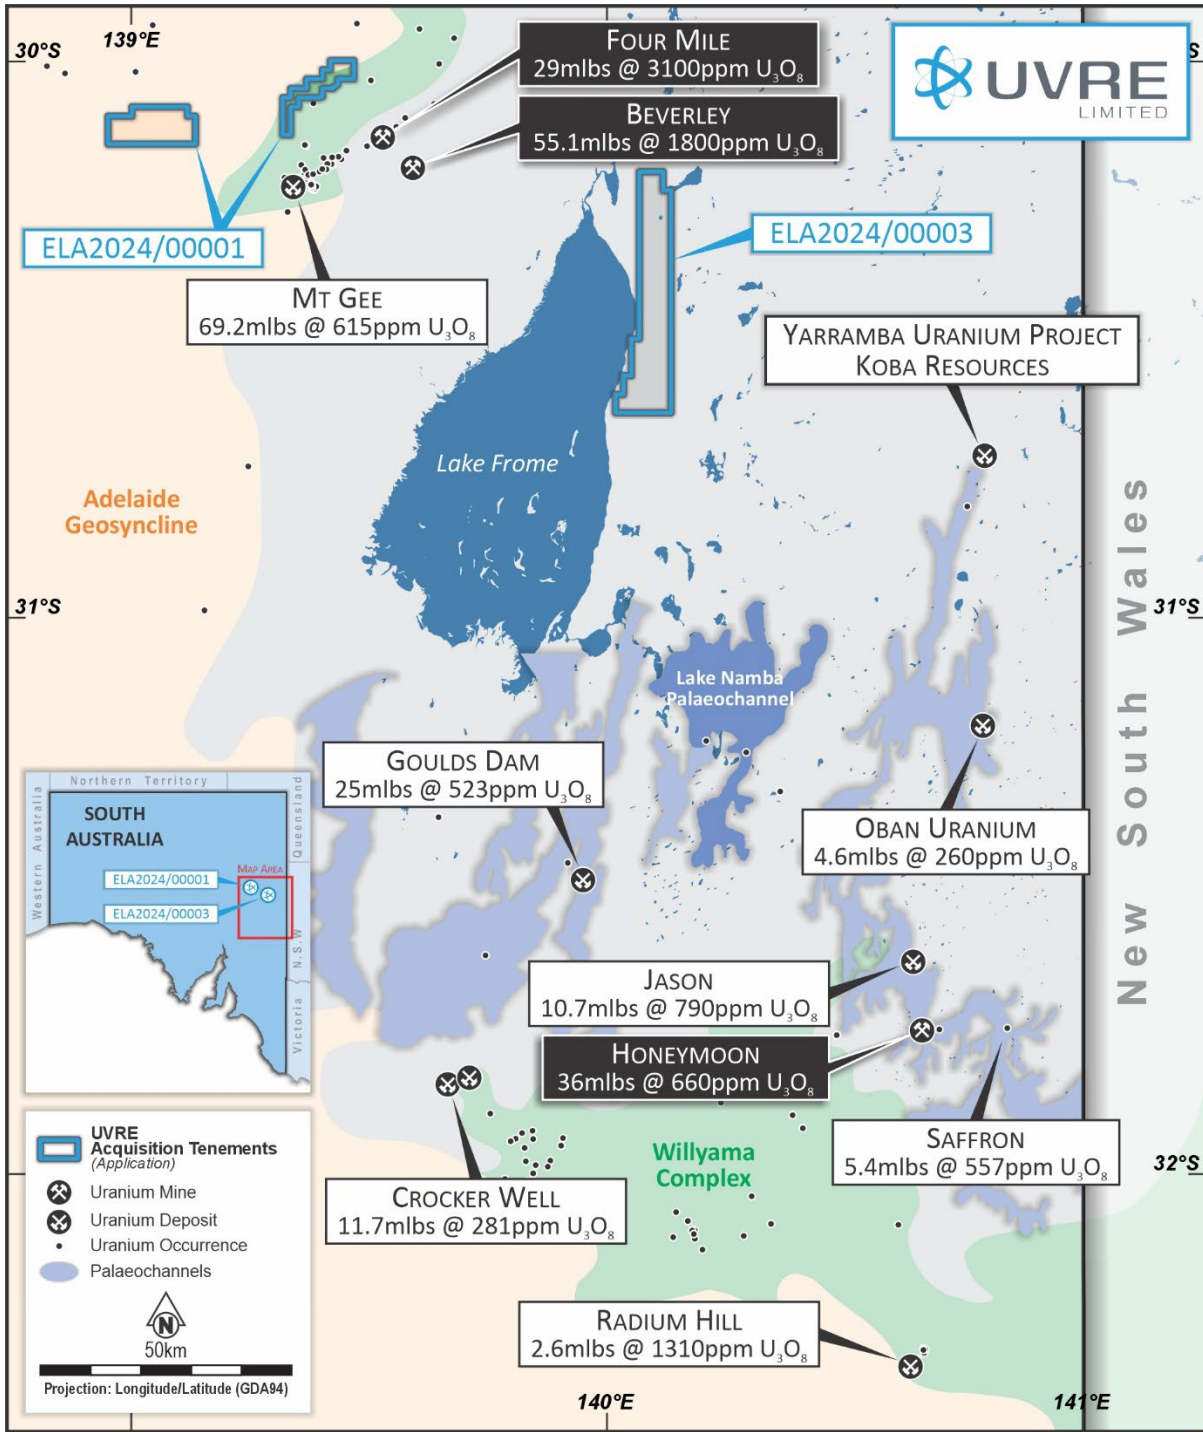 139°E
30°S
FOUR MILE
29mlbs @ 3100ppm U₃O₈
BEVERLEY
55.1mlbs @ 1800ppm U₃O₈
S
UVRE
LIMITED
ELA2024/00001
ELA2024/00003
MT GEE
69.2mlbs @ 615ppm U₃O₈
YARRAMBA URANIUM PROJECT
KOBA RESOURCES
Lake Frome
Adelaide
Geosyncline
New South Wales
31°S
31°S
Lake Namba
Palaeochannel
GOULDS DAM
25mlbs @ 523ppm U₃O₈
OBAN URANIUM
4.6mlbs @ 260ppm U₃O₈
Northern Territory
Western Australia
Queensland
SOUTH
AUSTRALIA
MAP AREA
ELA2024/00001
ELA2024/00003
N.S.W
Victoria
JASON
10.7mlbs @ 790ppm U₃O₈
HONEYMOON
36mlbs @ 660ppm U₃O₈
SAFFRON
5.4mlbs @ 557ppm U₃O₈
32°S
Willyama
Complex
CROCKER WELL
11.7mlbs @ 281ppm U₃O₈
RADIUM HILL
2.6mlbs @ 1310ppm U₃O₈
UVRE
Acquisition Tenements
(Application)
Uranium Mine
Uranium Deposit
Uranium Occurrence
Palaeochannels
N
50km
Projection: Longitude/Latitude (GDA94)
140°E
141°E